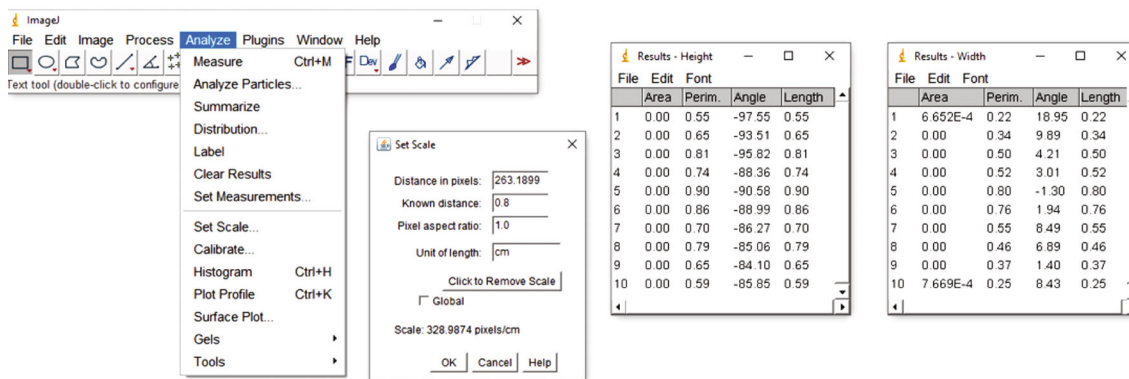 ImageJ
File Edit Image Process Analyze Plugins Window Help
Dev
Text tool (double-click to configure
Measure Ctrl+M
Analyze Particles...
Summarize
Distribution...
Label
Clear Results
Set Measurements...
Set Scale...
Calibrate...
Histogram Ctrl+H
Plot Profile Ctrl+K
Surface Plot...
Gels
Tools
Set Scale
Distance in pixels: 263.1899
Known distance: 0.8
Pixel aspect ratio: 1.0
Unit of length: cm
Click to Remove Scale
Global
Scale: 328.9874 pixels/cm
OK Cancel Help
Results - Height
File Edit Font
Area Perim. Angle Length
1 0.00 0.55 -97.55 0.55
2 0.00 0.65 -93.51 0.65
3 0.00 0.81 -95.82 0.81
4 0.00 0.74 -88.36 0.74
5 0.00 0.90 -90.58 0.90
6 0.00 0.86 -88.99 0.86
7 0.00 0.70 -86.27 0.70
8 0.00 0.79 -85.06 0.79
9 0.00 0.65 -84.10 0.65
10 0.00 0.59 -85.85 0.59
Results - Width
File Edit Font
Area Perim. Angle Length
1 6.652E-4 0.22 18.95 0.22
2 0.00 0.34 9.89 0.34
3 0.00 0.50 4.21 0.50
4 0.00 0.52 3.01 0.52
5 0.00 0.80 -1.30 0.80
6 0.00 0.76 1.94 0.76
7 0.00 0.55 8.49 0.55
8 0.00 0.46 6.89 0.46
9 0.00 0.37 1.40 0.37
10 7.669E-4 0.25 8.43 0.25